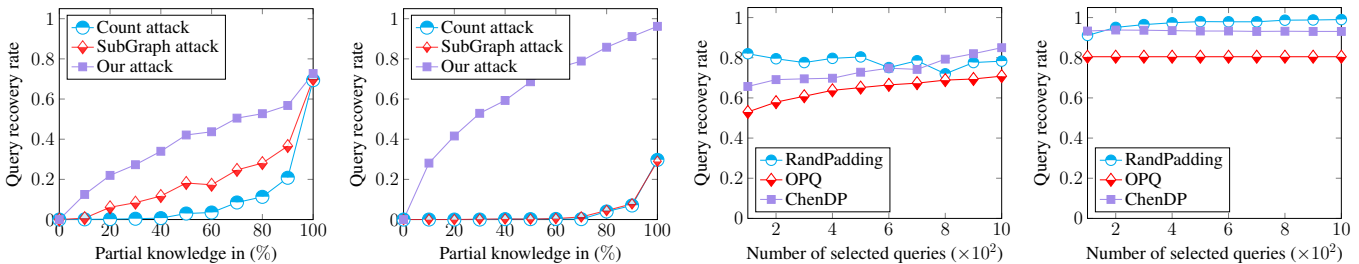 Query recovery rate
1
0.8
0.6
0.4
0.2
0
Count attack
SubGraph attack
Our attack
0 20 40 60 80 100
Partial knowledge in (%)
Query recovery rate
1
0.8
0.6
0.4
0.2
0
Count attack
SubGraph attack
Our attack
0 20 40 60 80 100
Partial knowledge in (%)
Query recovery rate
1
0.8
0.6
0.4
0.2
0
RandPadding
OPQ
ChenDP
2 4 6 8 10
Number of selected queries (×10²)
Query recovery rate
1
0.8
0.6
0.4
0.2
0
RandPadding
OPQ
ChenDP
2 4 6 8 10
Number of selected queries (×10²)